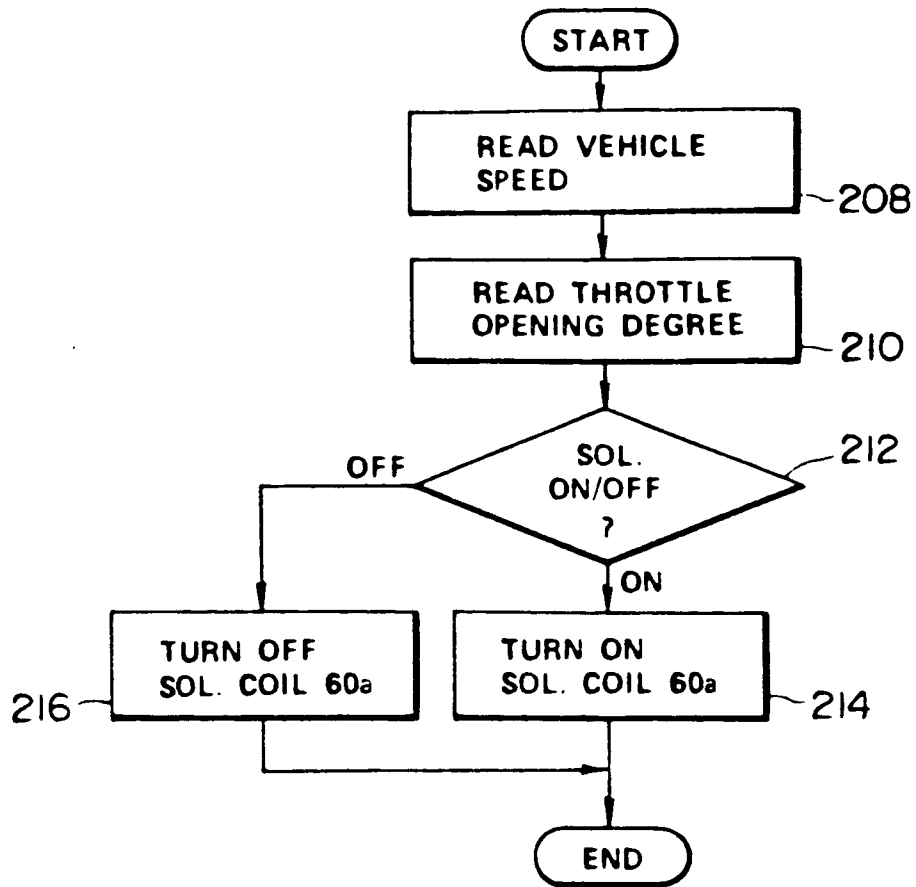 START
READ VEHICLE
SPEED
208
READ THROTTLE
OPENING DEGREE
210
SOL.
ON/OFF
?
212
OFF
ON
TURN OFF
SOL. COIL 60a
216
TURN ON
SOL. COIL 60a
214
END